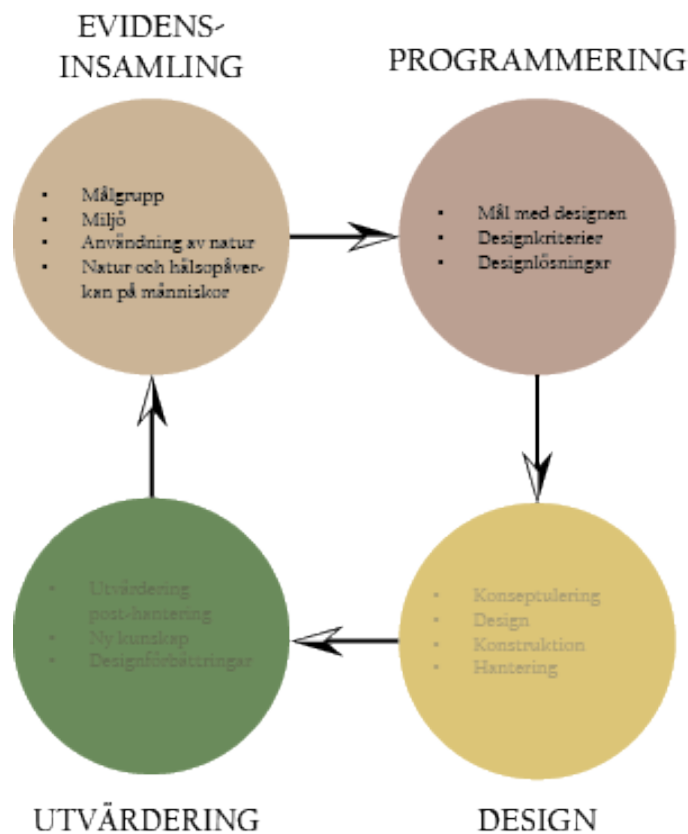 EVIDENS-
INSAMLING
▪ Målgrupp
▪ Miljö
▪ Användning av natur
▪ Natur och hälsopåver-
kan på människor
PROGRAMMERING
▪ Mål med designen
▪ Designkriterier
▪ Designlösningar
▪ Utvärdering
post-hantering
▪ Ny kunskap
▪ Designförbättringar
UTVÄRDERING
▪ Konseptulering
▪ Design
▪ Konstruktion
▪ Hantering
DESIGN